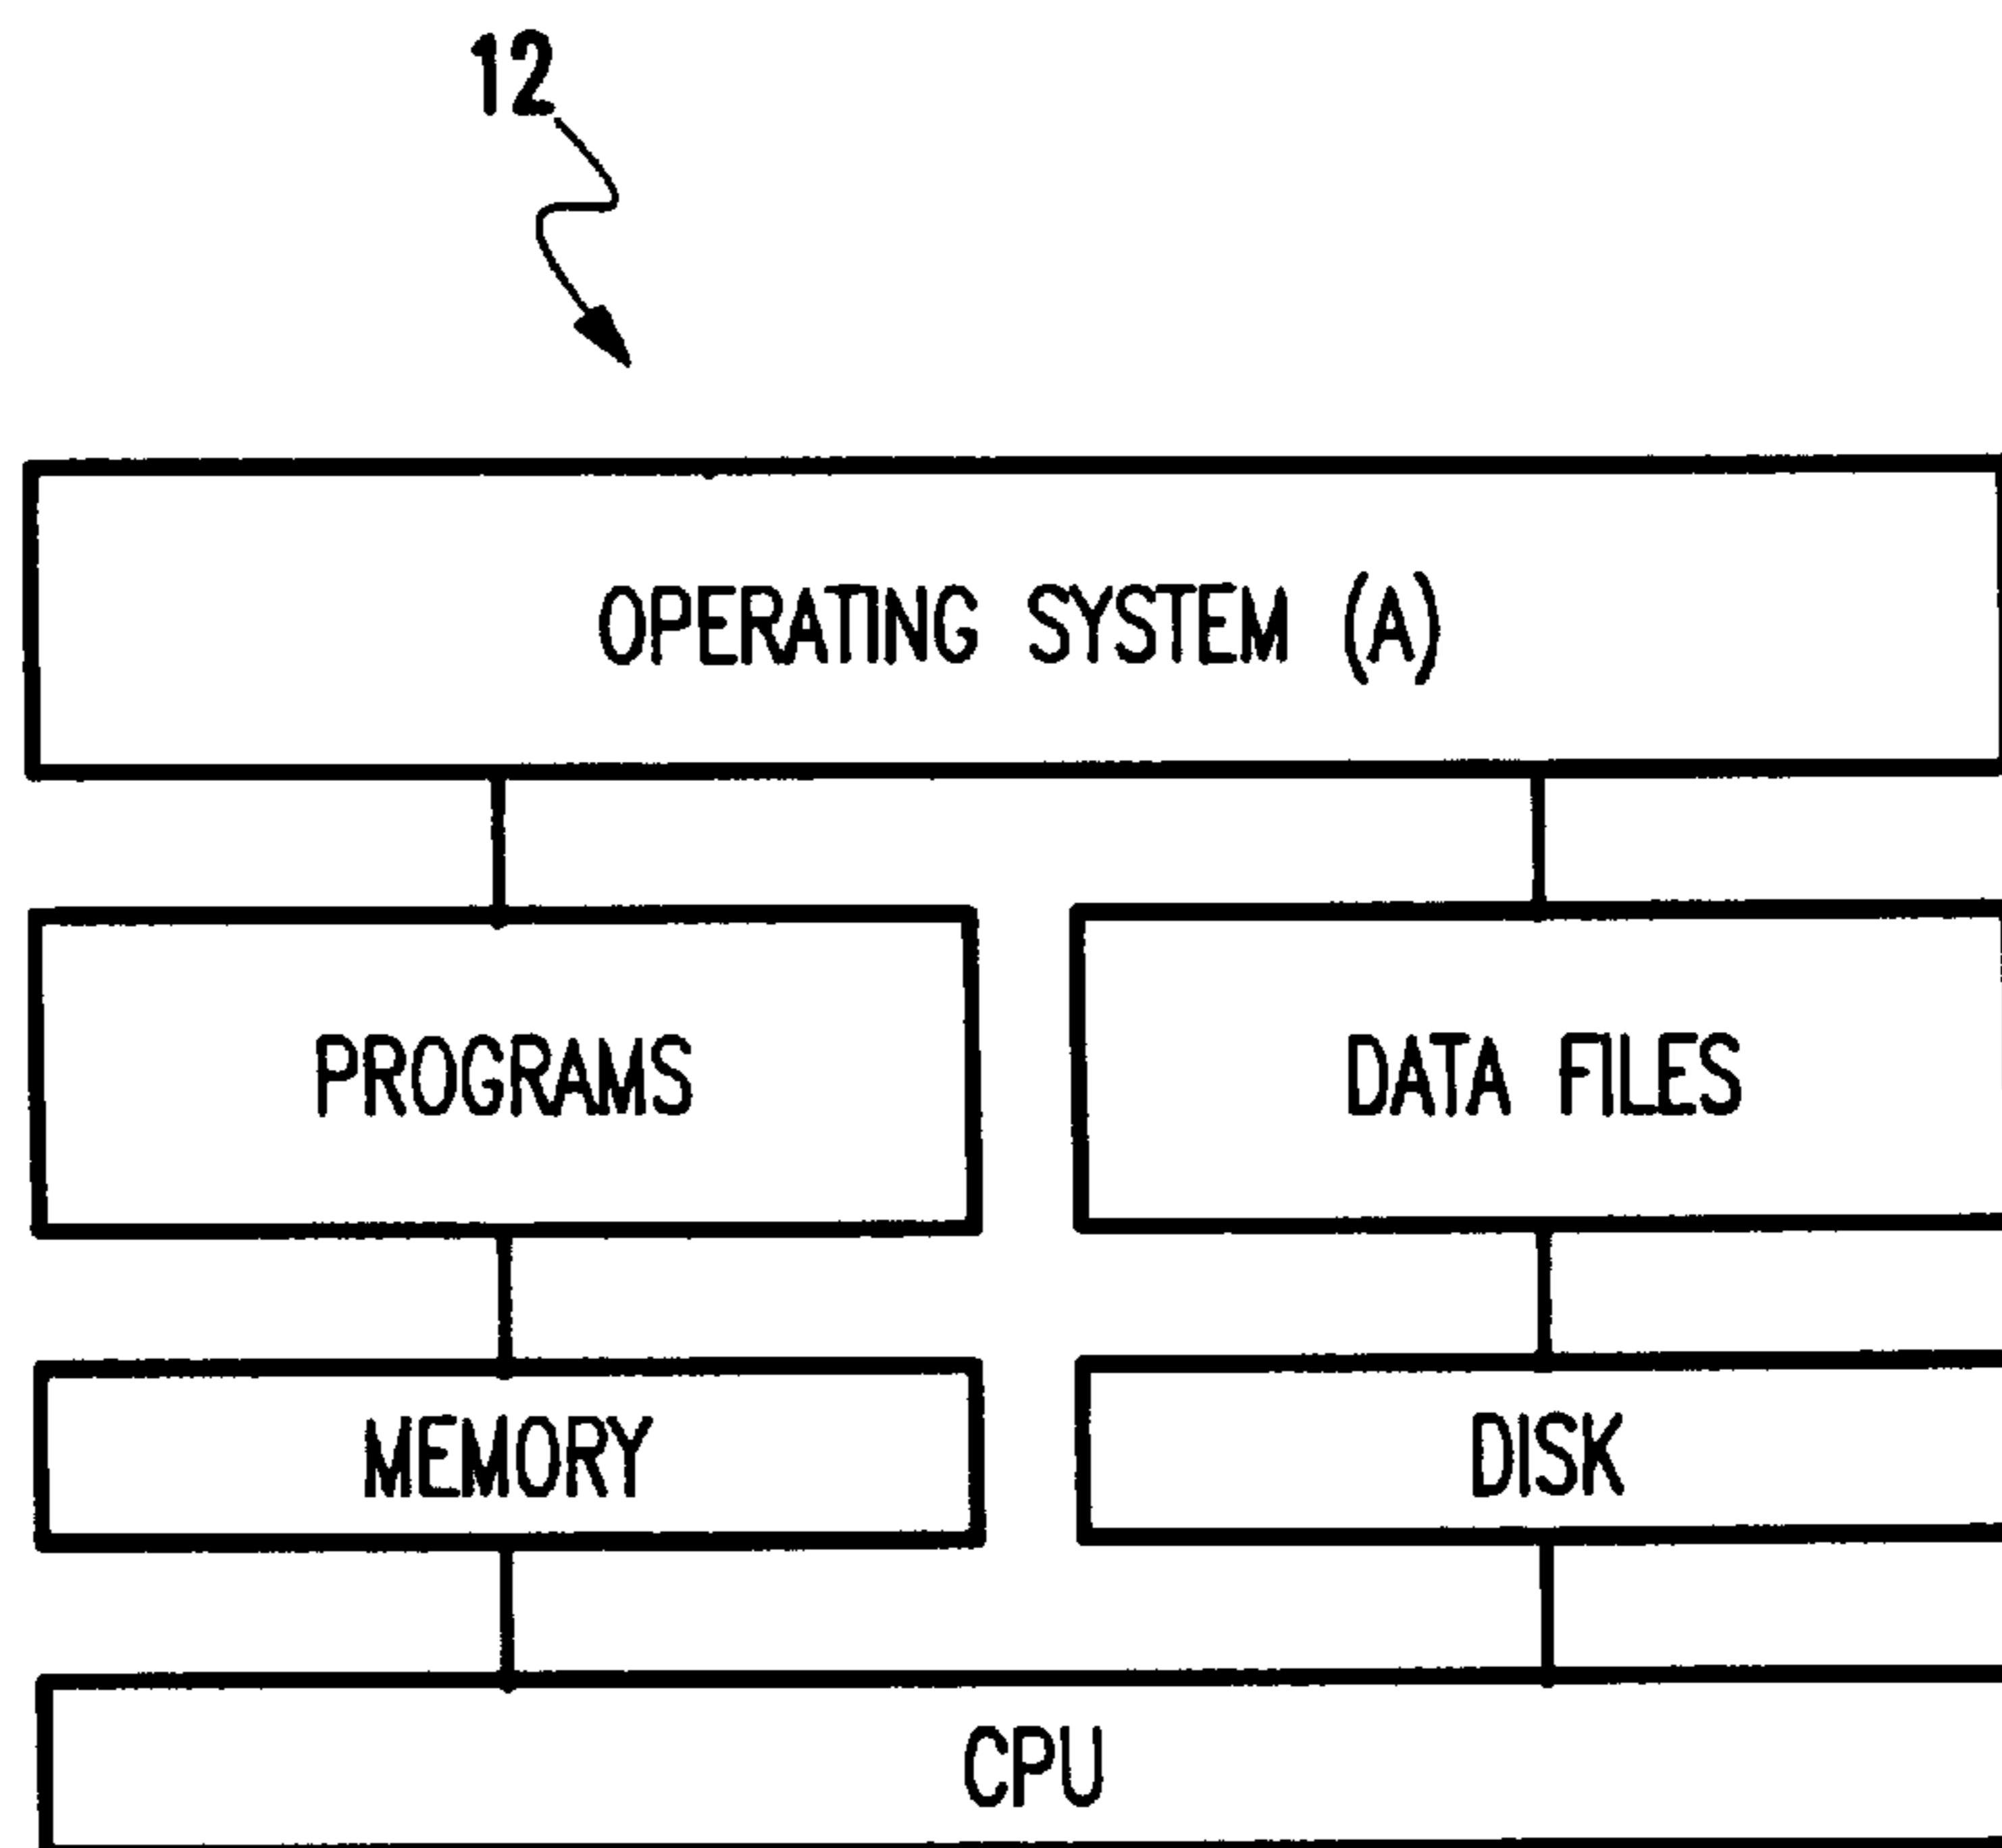 12
OPERATING SYSTEM (A)
PROGRAMS
DATA FILES
MEMORY
DISK
CPU